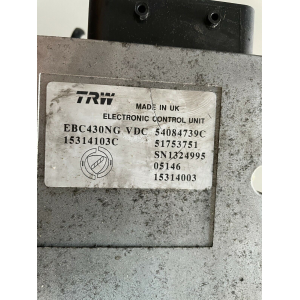 TRW
MADE IN UK
ELECTRONIC CONTROL UNIT
EBC430NG VDC 54084739C
15314103C 51753751
SN1324995
05146
15314003